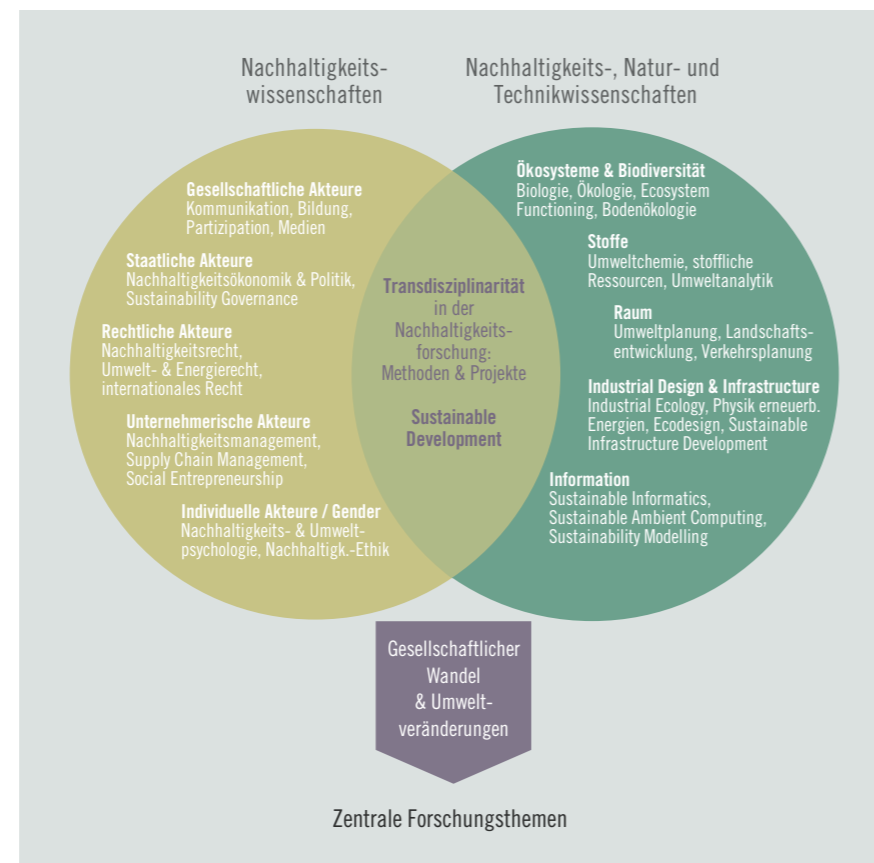 Nachhaltigkeits-
wissenschaften
Nachhaltigkeits-, Natur- und
Technikwissenschaften
Gesellschaftliche Akteure
Kommunikation, Bildung,
Partizipation, Medien
Staatliche Akteure
Nachhaltigkeitsökonomik & Politik,
Sustainability Governance
Rechtliche Akteure
Nachhaltigkeitsrecht,
Umwelt- & Energierecht,
internationales Recht
Unternehmerische Akteure
Nachhaltigkeitsmanagement,
Supply Chain Management,
Social Entrepreneurship
Individuelle Akteure / Gender
Nachhaltigkeits- & Umwelt-
psychologie, Nachhaltigk.-Ethik
Transdisziplinarität
in der
Nachhaltigkeits-
forschung:
Methoden & Projekte
Sustainable
Development
Ökosysteme & Biodiversität
Biologie, Ökologie, Ecosystem
Functioning, Bodenökologie
Stoffe
Umweltchemie, stoffliche
Ressourcen, Umweltanalytik
Raum
Umweltplanung, Landschafts-
entwicklung, Verkehrsplanung
Industrial Design & Infrastructure
Industrial Ecology, Physik erneuerb.
Energien, Ecodesign, Sustainable
Infrastructure Development
Information
Sustainable Informatics,
Sustainable Ambient Computing,
Sustainability Modelling
Gesellschaftlicher
Wandel
& Umwelt-
veränderungen
Zentrale Forschungsthemen